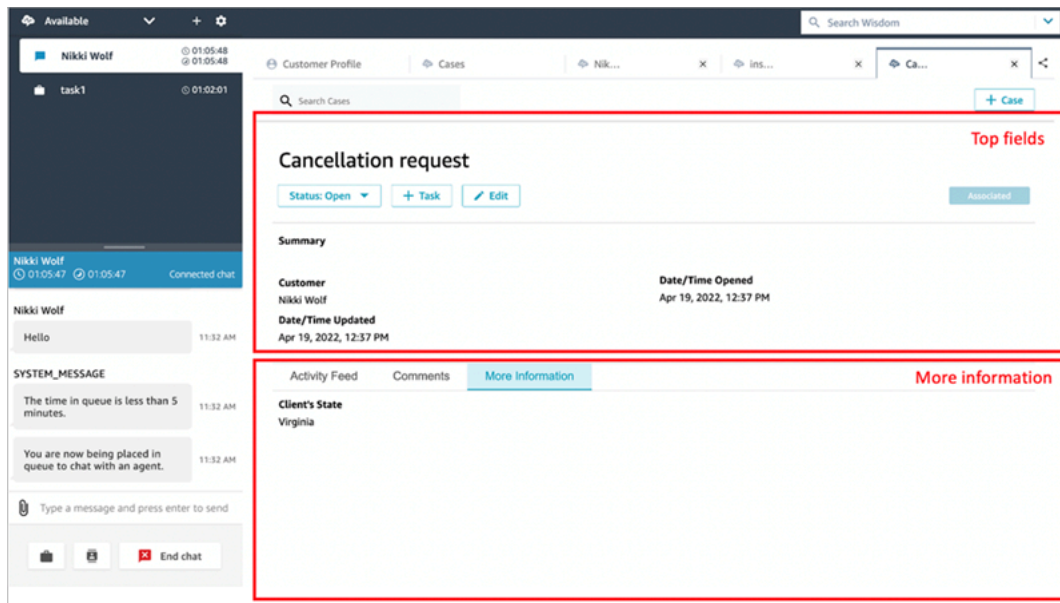 Available
Search Wisdom
Nikki Wolf
01:05:48
01:05:48
task1
01:02:01
Customer Profile
Cases
Nik...
ins...
Ca...
Search Cases
+ Case
Top fields
Cancellation request
Status: Open
+ Task
Edit
Associated
Summary
Customer
Nikki Wolf
Date/Time Opened
Apr 19, 2022, 12:37 PM
Date/Time Updated
Apr 19, 2022, 12:37 PM
Nikki Wolf
01:05:47 01:05:47 Connected chat
Nikki Wolf
Hello
11:32 AM
SYSTEM_MESSAGE
The time in queue is less than 5
minutes.
11:32 AM
You are now being placed in
queue to chat with an agent.
11:32 AM
Type a message and press enter to send
End chat
Activity Feed
Comments
More Information
More information
Client's State
Virginia